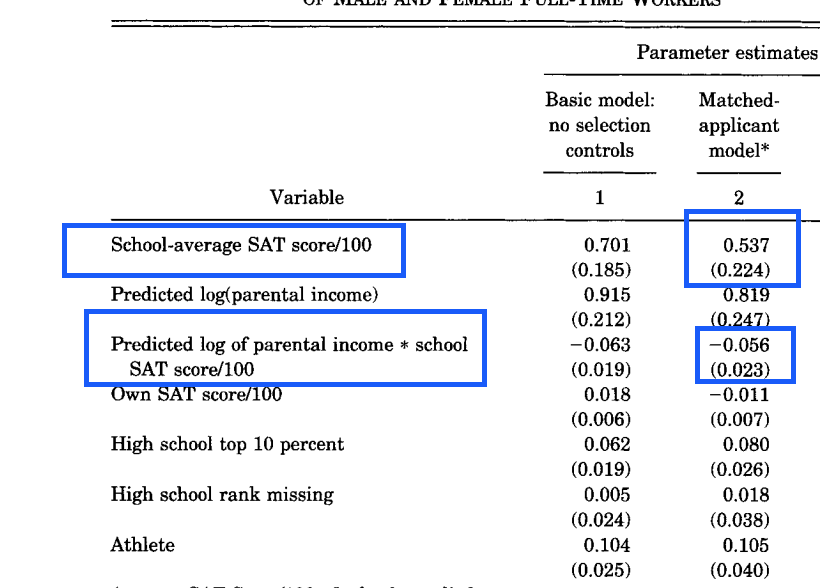 OF MALE AND FEMALE FULL-TIME WORKERS
Parameter estimates
Basic model: no selection controls
Matched-applicant model*
Variable 1 2
School-average SAT score/100 0.701 0.537
(0.185) (0.224)
Predicted log(parental income) 0.915 0.819
(0.212) (0.247)
Predicted log of parental income * school −0.063 −0.056
SAT score/100 (0.019) (0.023)
Own SAT score/100 0.018 −0.011
(0.006) (0.007)
High school top 10 percent 0.062 0.080
(0.019) (0.026)
High school rank missing 0.005 0.018
(0.024) (0.038)
Athlete 0.104 0.105
(0.025) (0.040)